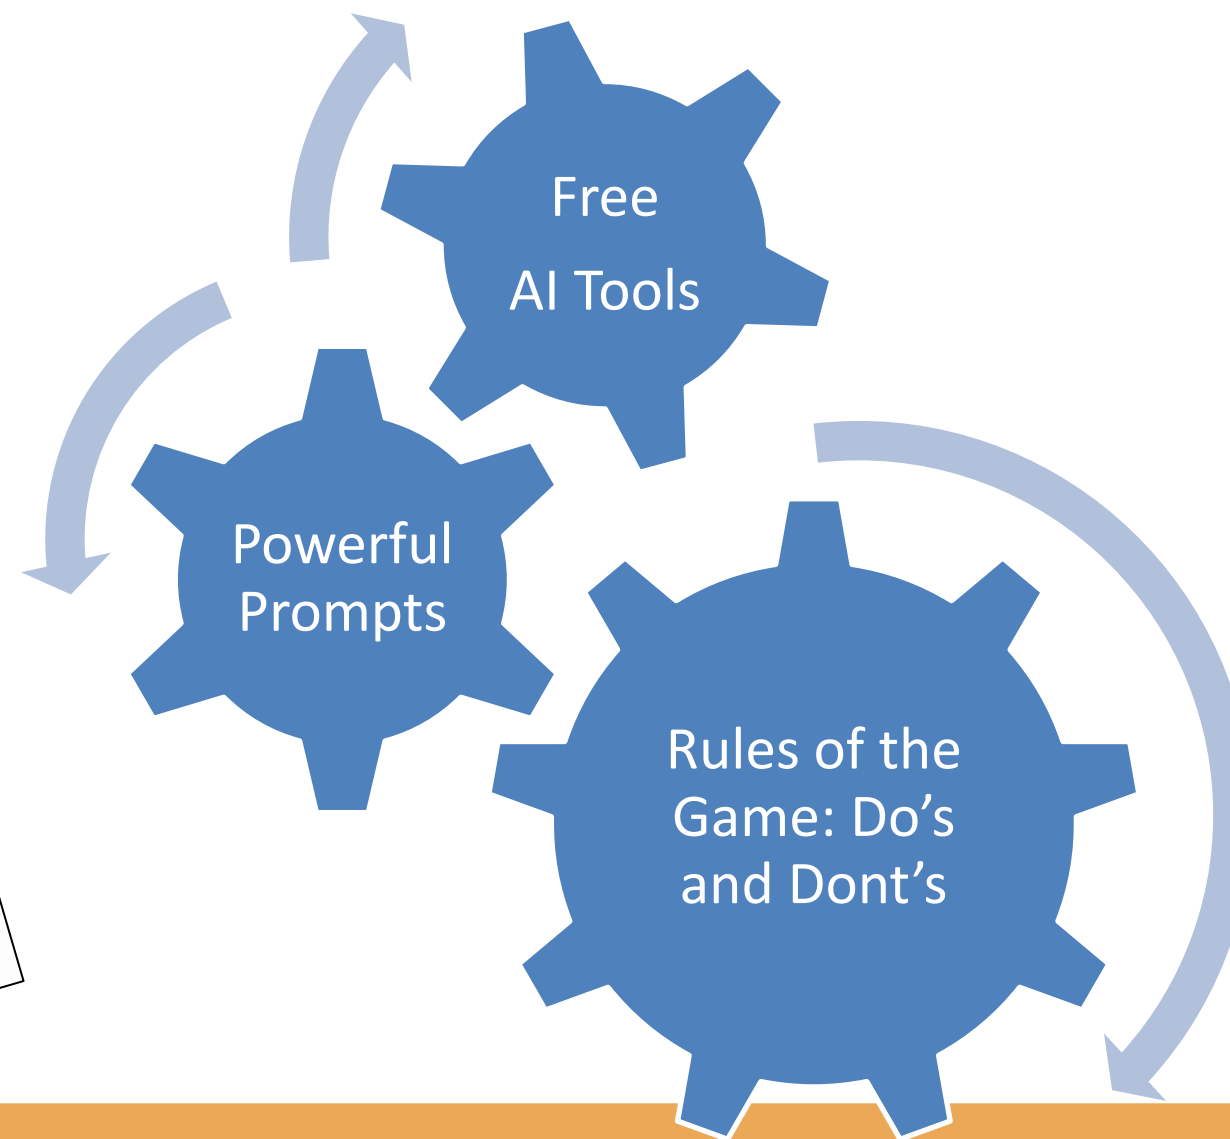 Free
AI Tools
Powerful
Prompts
Rules of the
Game: Do’s
and Dont’s